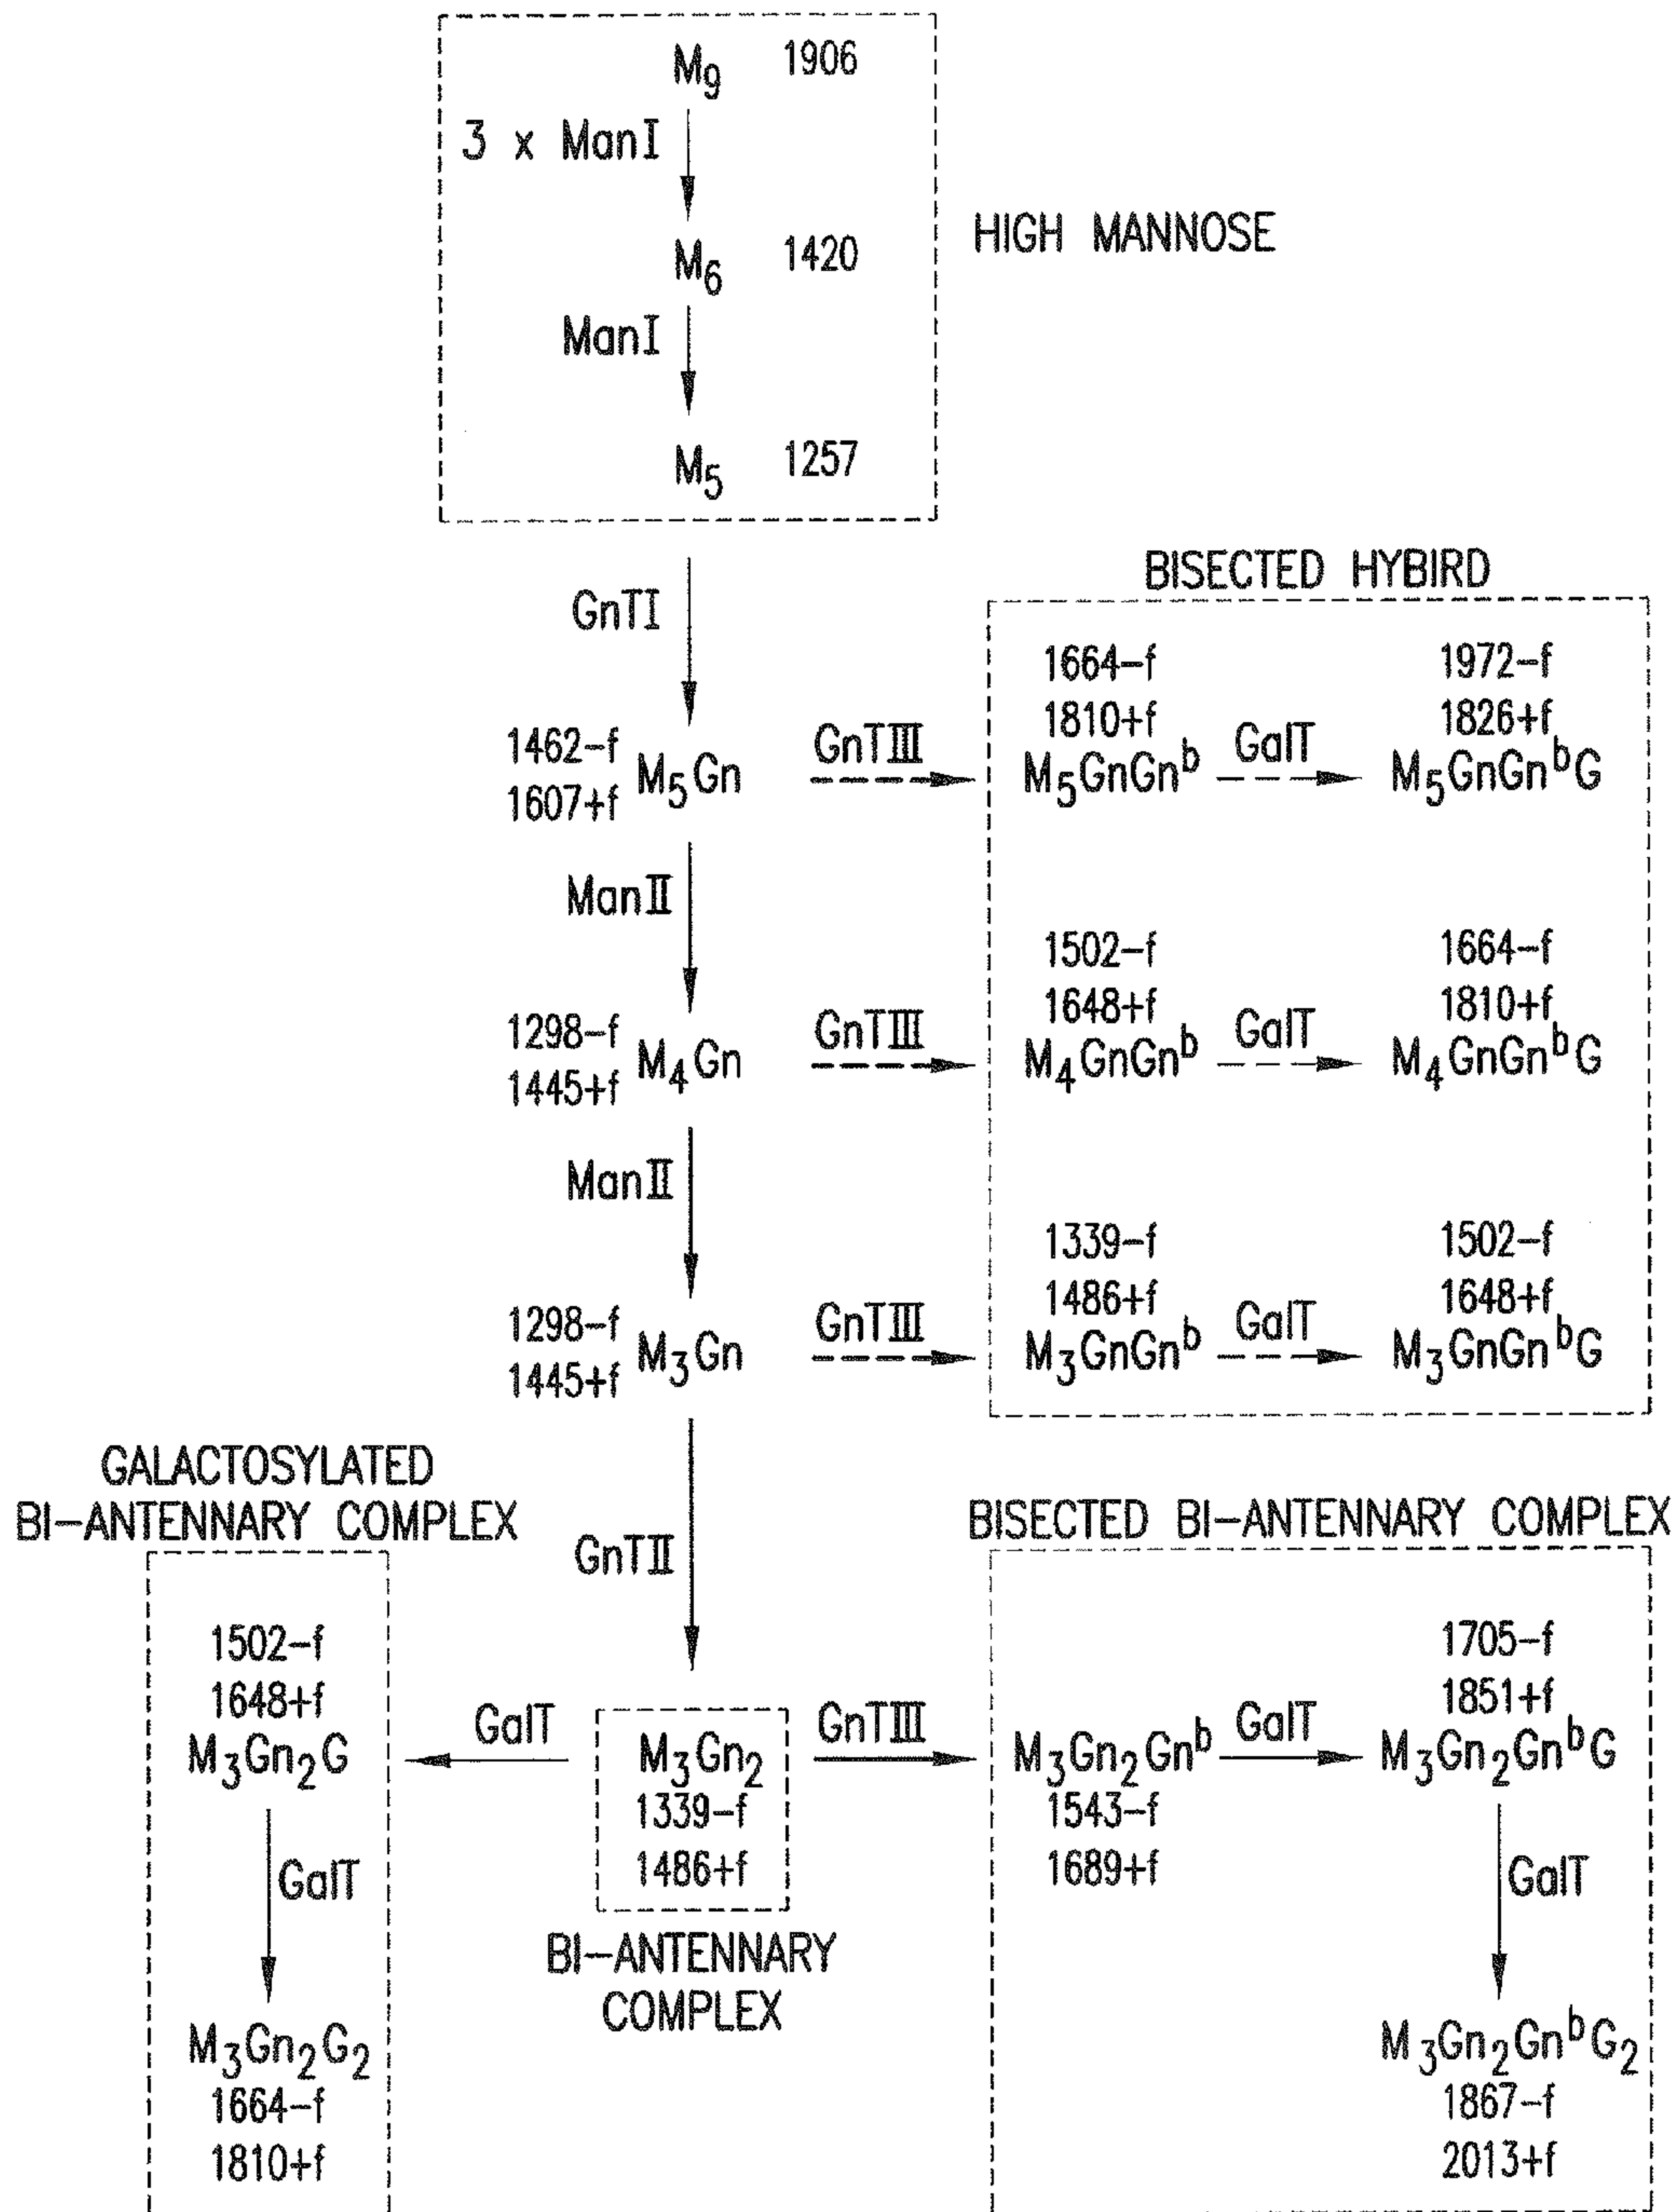 M₉ 1906
3 x ManI
M₆ 1420
HIGH MANNOSE
ManI
M₅ 1257
GnTI
BISECTED HYBIRD
1664–f
1810+f
M₅GnGnᵇ
GalT
1972–f
1826+f
M₅GnGnᵇG
1462–f
1607+f
M₅Gn
GnTIII
ManII
1502–f
1648+f
M₄GnGnᵇ
GalT
1664–f
1810+f
M₄GnGnᵇG
1298–f
1445+f
M₄Gn
GnTIII
ManII
1339–f
1486+f
M₃GnGnᵇ
GalT
1502–f
1648+f
M₃GnGnᵇG
1298–f
1445+f
M₃Gn
GnTIII
GnTII
GALACTOSYLATED
BI–ANTENNARY COMPLEX
1502–f
1648+f
M₃Gn₂G
GalT
M₃Gn₂
1339–f
1486+f
BI–ANTENNARY
COMPLEX
GalT
M₃Gn₂G₂
1664–f
1810+f
BISECTED BI–ANTENNARY COMPLEX
GnTIII
M₃Gn₂Gnᵇ
1543–f
1689+f
GalT
1705–f
1851+f
M₃Gn₂GnᵇG
GalT
M₃Gn₂GnᵇG₂
1867–f
2013+f